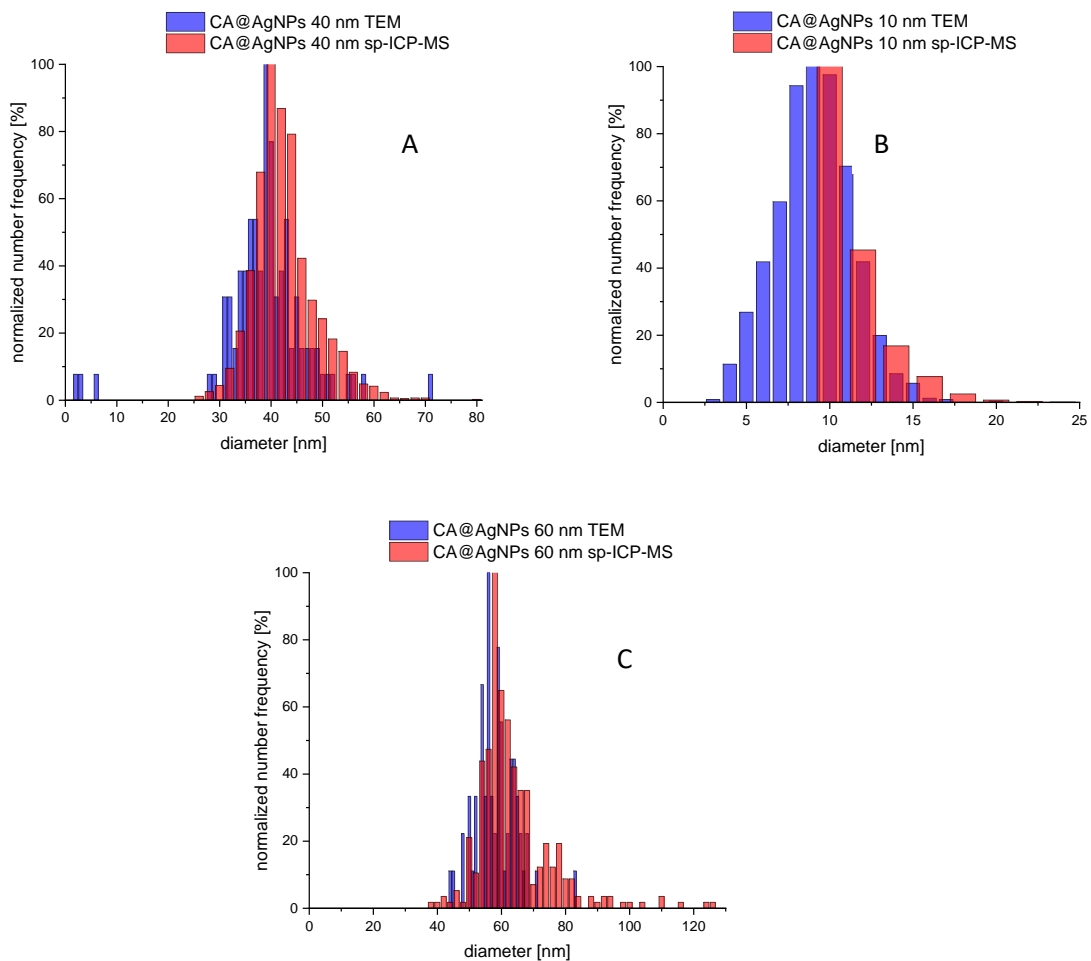 CA@AgNPs 40 nm TEM
CA@AgNPs 40 nm sp-ICP-MS
100
80
60
40
20
0
normalized number frequency [%]
A
0 10 20 30 40 50 60 70 80
diameter [nm]
CA@AgNPs 10 nm TEM
CA@AgNPs 10 nm sp-ICP-MS
100
80
60
40
20
0
normalized number frequency [%]
B
0 5 10 15 20 25
diameter [nm]
CA@AgNPs 60 nm TEM
CA@AgNPs 60 nm sp-ICP-MS
100
80
60
40
20
0
normalized number frequency [%]
C
0 20 40 60 80 100 120
diameter [nm]